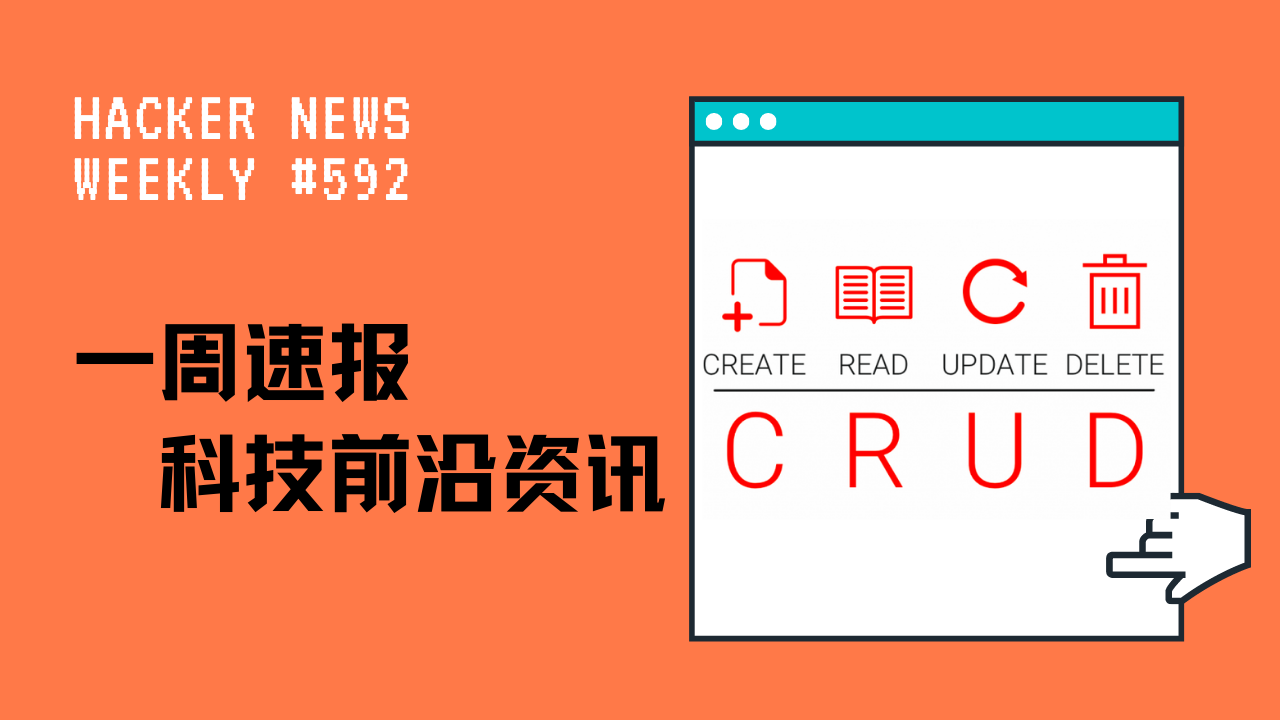 HACKER NEWS
WEEKLY #592
一周速报
科技前沿资讯
CREATE READ UPDATE DELETE
C R U D